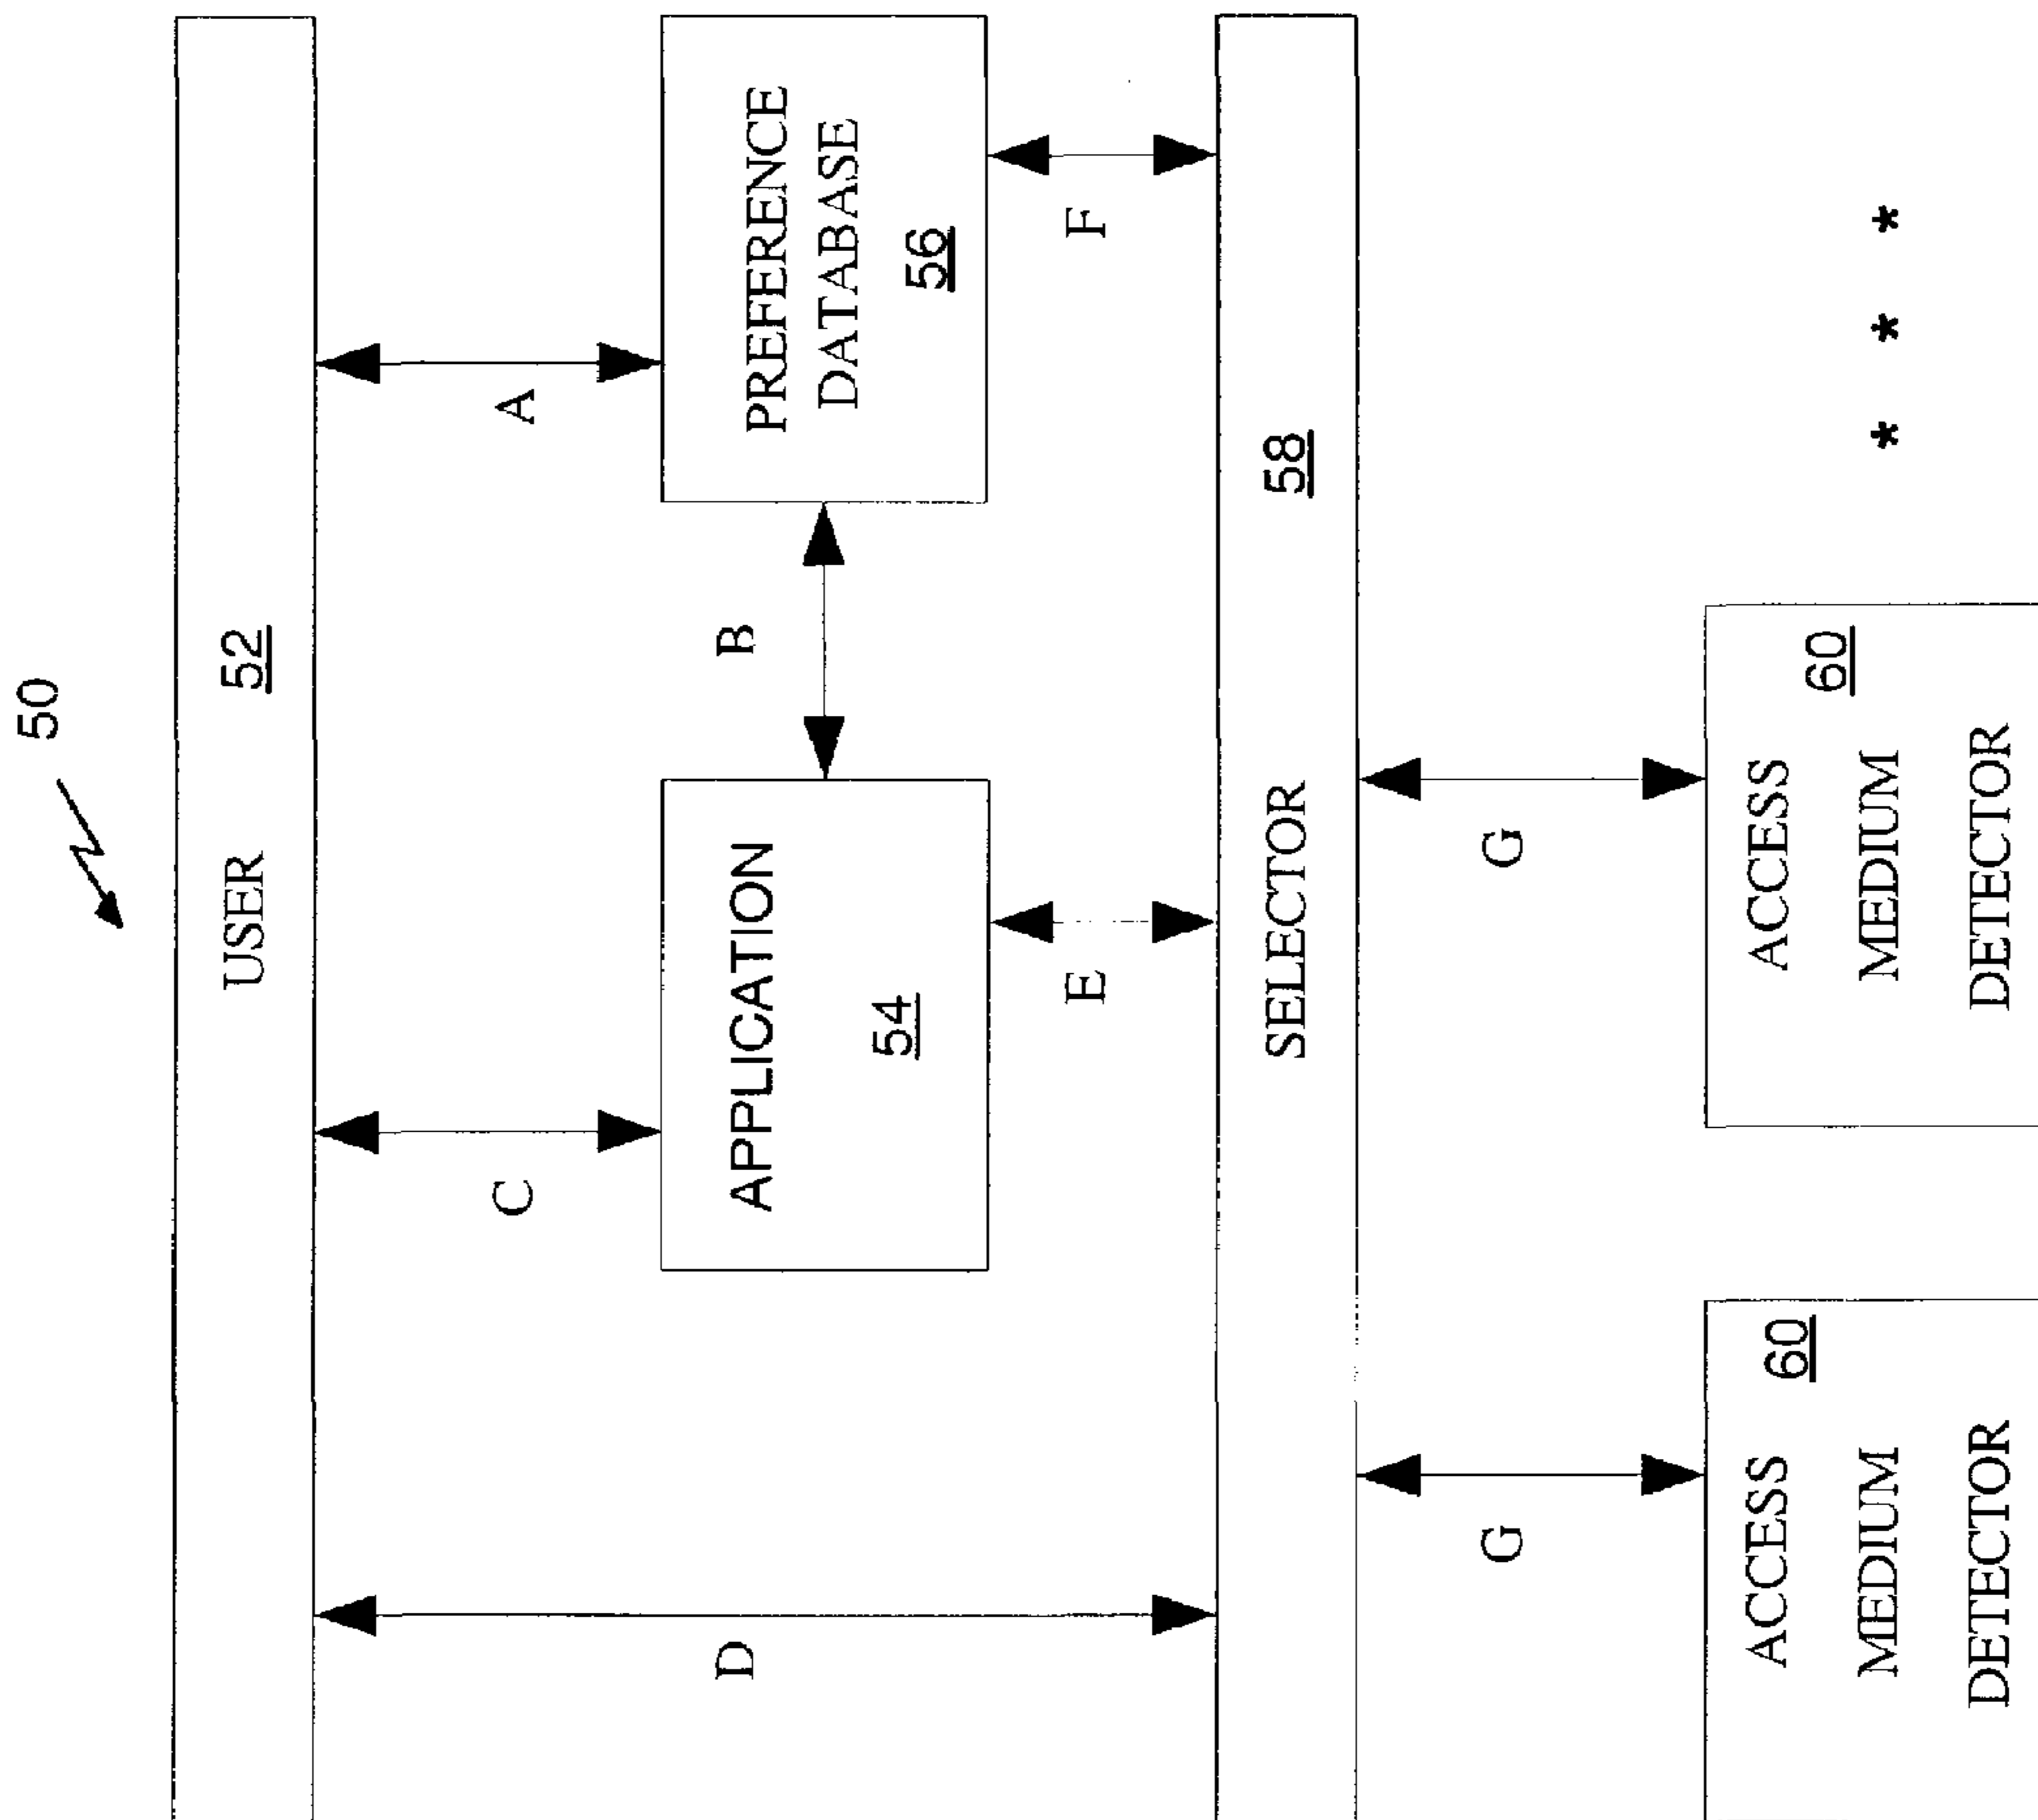 50
USER 52
A
C
PREFERENCE
DATABASE
56
B
APPLICATION
54
D
E
F
SELECTOR 58
G
G
ACCESS
MEDIUM
DETECTOR
60
ACCESS
MEDIUM
DETECTOR
60
* * *